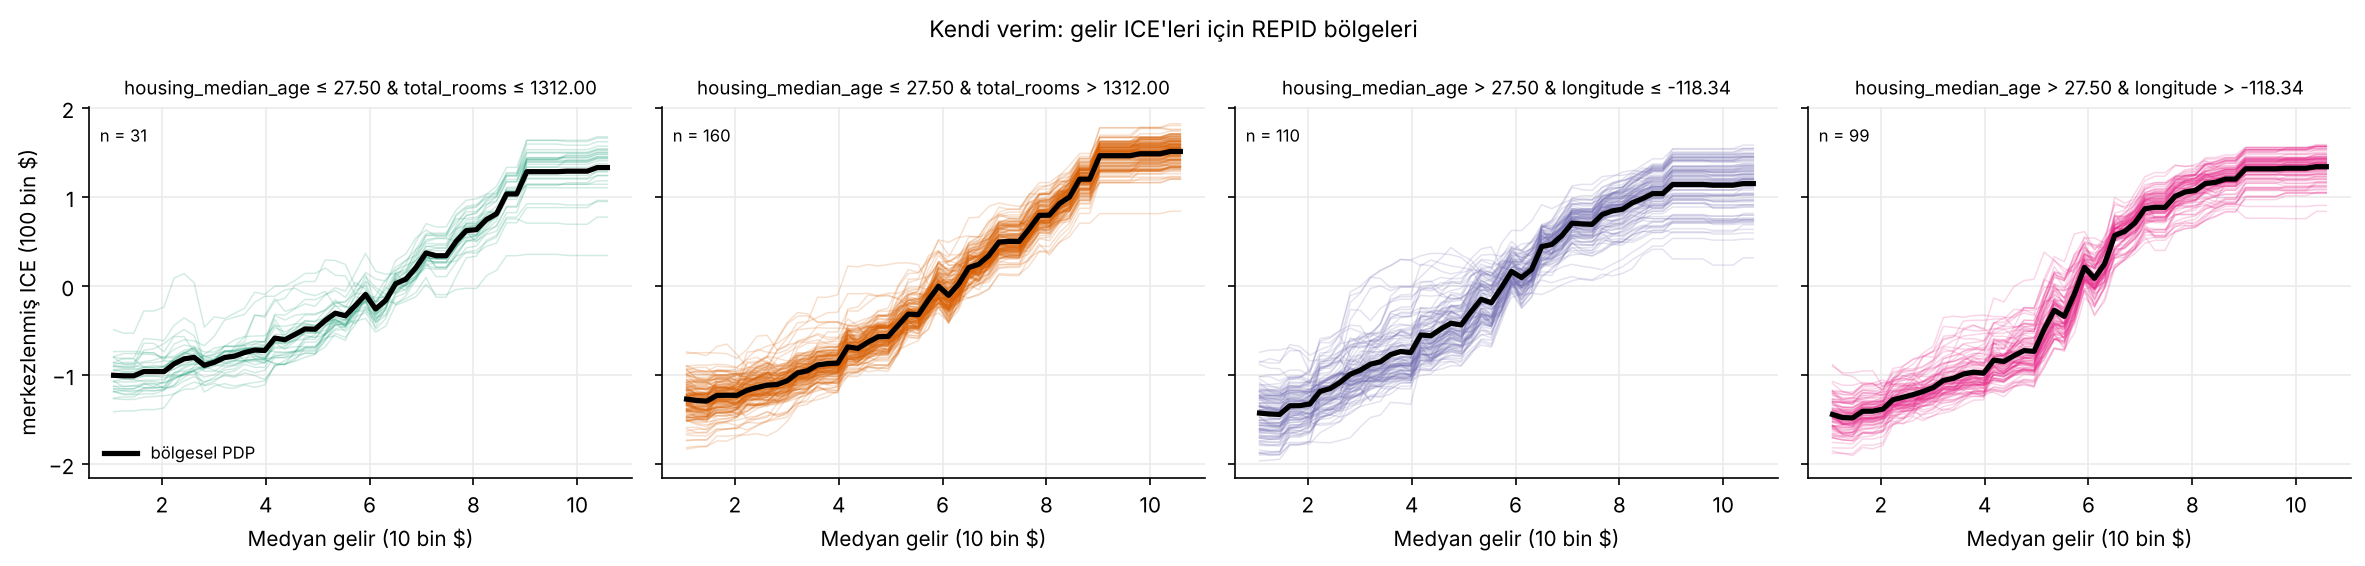 Kendi verim: gelir ICE'leri için REPID bölgeleri
housing_median_age ≤ 27.50 & total_rooms ≤ 1312.00
housing_median_age ≤ 27.50 & total_rooms > 1312.00
housing_median_age > 27.50 & longitude ≤ -118.34
housing_median_age > 27.50 & longitude > -118.34
merkezlenmiş ICE (100 bin $)
2
1
0
−1
−2
n = 31
n = 160
n = 110
n = 99
bölgesel PDP
2 4 6 8 10
2 4 6 8 10
2 4 6 8 10
2 4 6 8 10
Medyan gelir (10 bin $)
Medyan gelir (10 bin $)
Medyan gelir (10 bin $)
Medyan gelir (10 bin $)